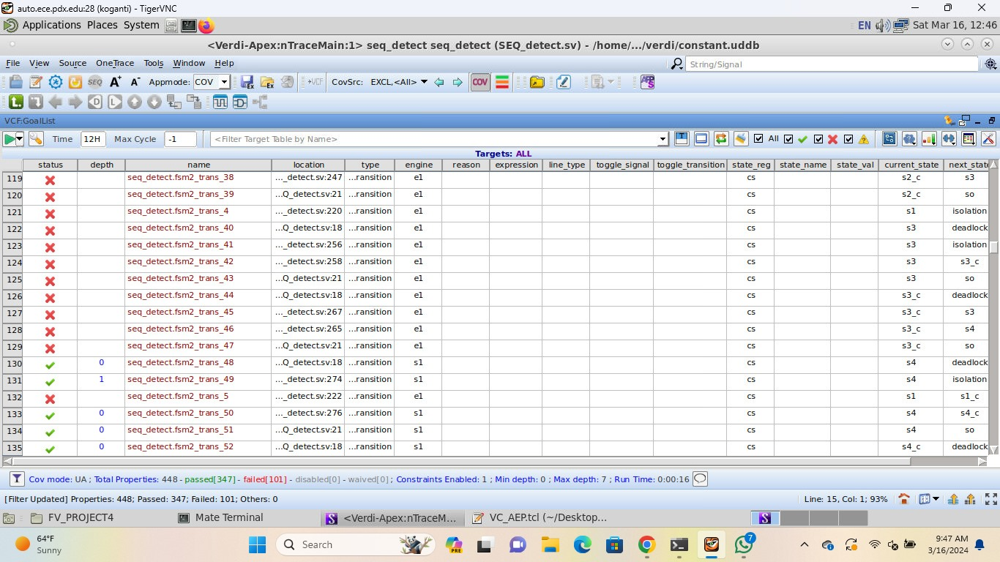 auto.ece.pdx.edu:28 (koganti) - TigerVNC
Applications Places System EN Sat Mar 16, 12:46
<Verdi-Apex:nTraceMain:1> seq_detect seq_detect (SEQ_detect.sv) - /home/.../verdi/constant.uddb
File View Source OneTrace Tools Window Help String/Signal
SEQ A+ A- Appmode: COV Ex Ex →VCF CovSrc: EXCL,<All> COV
VCF:GoalList
Time 12H Max Cycle -1 <Filter Target Table by Name> All
Targets: ALL
status depth name location type engine reason expression line_type toggle_signal toggle_transition state_reg state_name state_val current_state next_state
119 seq_detect.fsm2_trans_38 ..._detect.sv:247 ...ransition e1 cs s2_c s3
120 seq_detect.fsm2_trans_39 ...Q_detect.sv:21 ...ransition e1 cs s2_c so
121 seq_detect.fsm2_trans_4 ..._detect.sv:220 ...ransition e1 cs s1 isolation
122 seq_detect.fsm2_trans_40 ...Q_detect.sv:18 ...ransition e1 cs s3 deadlock
123 seq_detect.fsm2_trans_41 ..._detect.sv:256 ...ransition e1 cs s3 isolation
124 seq_detect.fsm2_trans_42 ..._detect.sv:258 ...ransition e1 cs s3 s3_c
125 seq_detect.fsm2_trans_43 ...Q_detect.sv:21 ...ransition e1 cs s3 so
126 seq_detect.fsm2_trans_44 ...Q_detect.sv:18 ...ransition e1 cs s3_c deadlock
127 seq_detect.fsm2_trans_45 ..._detect.sv:267 ...ransition e1 cs s3_c s3
128 seq_detect.fsm2_trans_46 ..._detect.sv:265 ...ransition e1 cs s3_c s4
129 seq_detect.fsm2_trans_47 ...Q_detect.sv:21 ...ransition e1 cs s3_c so
130 0 seq_detect.fsm2_trans_48 ...Q_detect.sv:18 ...ransition s1 cs s4 deadlock
131 1 seq_detect.fsm2_trans_49 ..._detect.sv:274 ...ransition s1 cs s4 isolation
132 seq_detect.fsm2_trans_5 ..._detect.sv:222 ...ransition e1 cs s1 s1_c
133 0 seq_detect.fsm2_trans_50 ..._detect.sv:276 ...ransition s1 cs s4 s4_c
134 0 seq_detect.fsm2_trans_51 ...Q_detect.sv:21 ...ransition s1 cs s4 so
135 0 seq_detect.fsm2_trans_52 ...Q_detect.sv:18 ...ransition s1 cs s4_c deadlock
Cov mode: UA ; Total Properties: 448 - passed[347] - failed[101] - disabled[0] - waived[0] ; Constraints Enabled: 1 ; Min depth: 0 ; Max depth: 7 ; Run Time: 0:00:16
[Filter Updated] Properties: 448; Passed: 347; Failed: 101; Others: 0 Line: 15, Col: 1; 93%
FV_PROJECT4 Mate Terminal <Verdi-Apex:nTraceM... VC_AEP.tcl (~/Desktop...
64°F
Sunny
Search
PRE
7
9:47 AM
3/16/2024